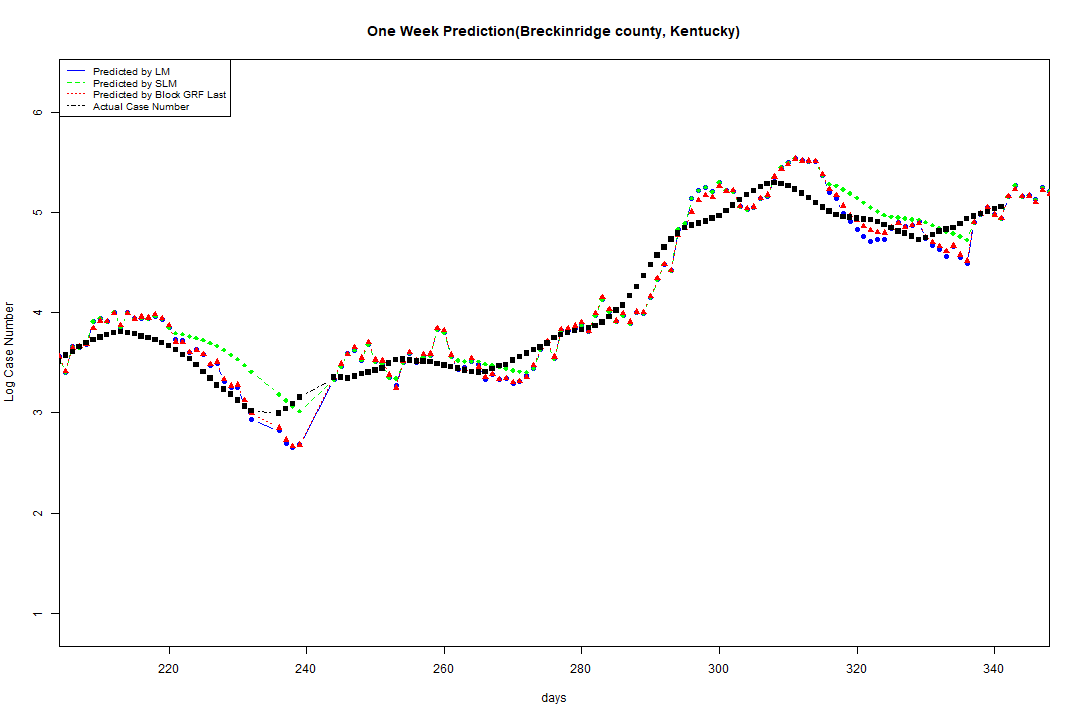 One Week Prediction(Breckinridge county, Kentucky)
Predicted by LM
Predicted by SLM
Predicted by Block GRF Last
Actual Case Number
6
5
4
3
2
1
Log Case Number
220 240 260 280 300 320 340
days